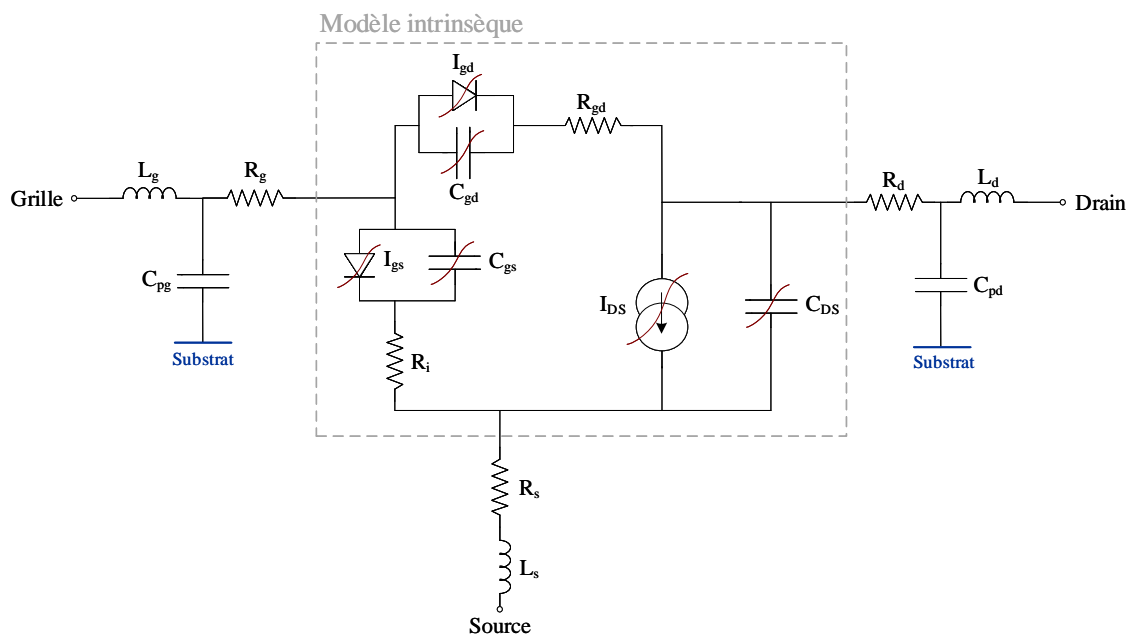 Modèle intrinsèque
Igd
Rgd
Cgd
Lg
Rg
Grille
Cpg
Substrat
Igs
Cgs
Ri
IDS
CDS
Rd
Ld
Drain
Cpd
Substrat
Rs
Ls
Source